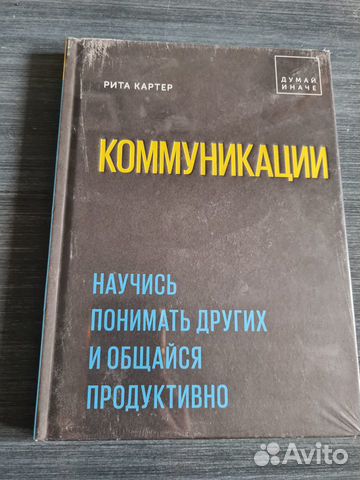 РИТА КАРТЕР
ДУМАЙ
ИНАЧЕ
КОММУНИКАЦИИ
НАУЧИСЬ
ПОНИМАТЬ ДРУГИХ
И ОБЩАЙСЯ
ПРОДУКТИВНО
Avito